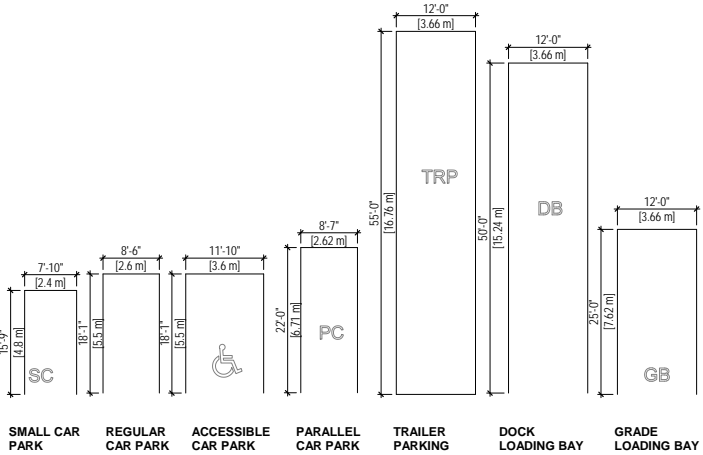 12'-0"
[3.66 m]
55'-0"
[16.76 m]
TRP
12'-0"
[3.66 m]
50'-0"
[15.24 m]
DB
12'-0"
[3.66 m]
25'-0"
[7.62 m]
GB
8'-7"
[2.62 m]
22'-0"
[6.71 m]
PC
11'-10"
[3.6 m]
18'-1"
[5.5 m]
8'-6"
[2.6 m]
18'-1"
[5.5 m]
7'-10"
[2.4 m]
15'-9"
[4.8 m]
SC
SMALL CAR
PARK
REGULAR
CAR PARK
ACCESSIBLE
CAR PARK
PARALLEL
CAR PARK
TRAILER
PARKING
DOCK
LOADING BAY
GRADE
LOADING BAY